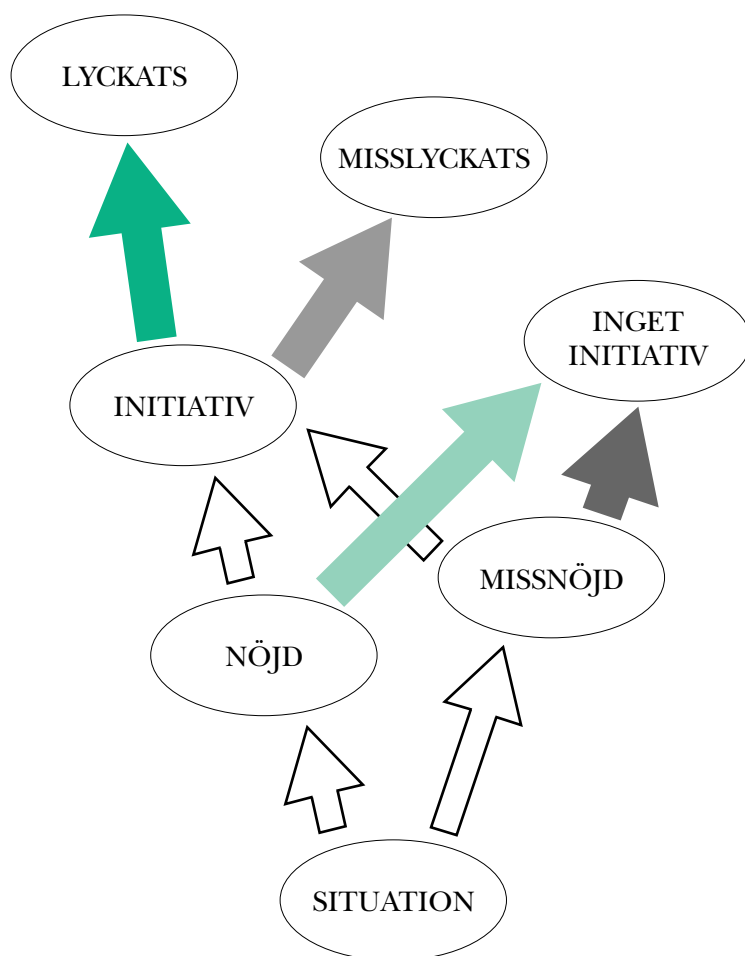 LYCKATS
MISSLYCKATS
INGET
INITIATIV
INITIATIV
MISSNÖJD
NÖJD
SITUATION